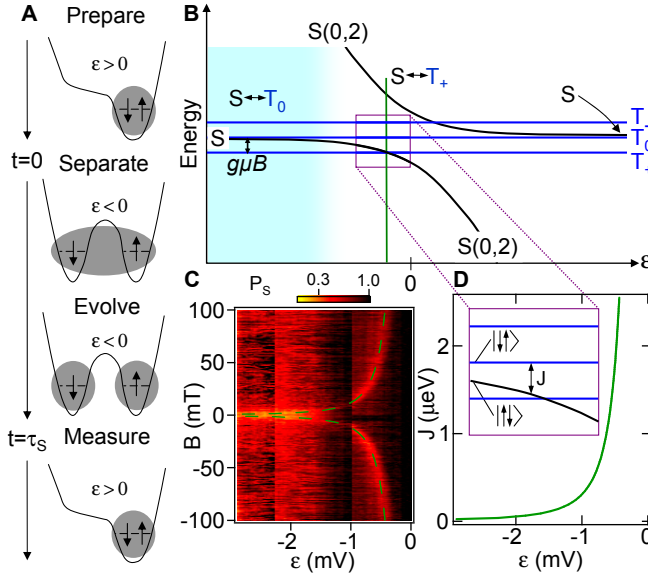 A
Prepare
ε>0
t=0
Separate
ε<0
Evolve
ε<0
t=τS
Measure
ε>0
B
Energy
S(0,2)
S↔T+
S↔T0
S
S
gμB
T-
T0
T+
S(0,2)
0
ε
C
PS
0.3
1.0
B (mT)
100
50
0
-50
-100
-2
-1
0
ε (mV)
D
J (μeV)
2
1
0
|↓↑⟩
J
|↑↓⟩
-2
-1
0
ε (mV)